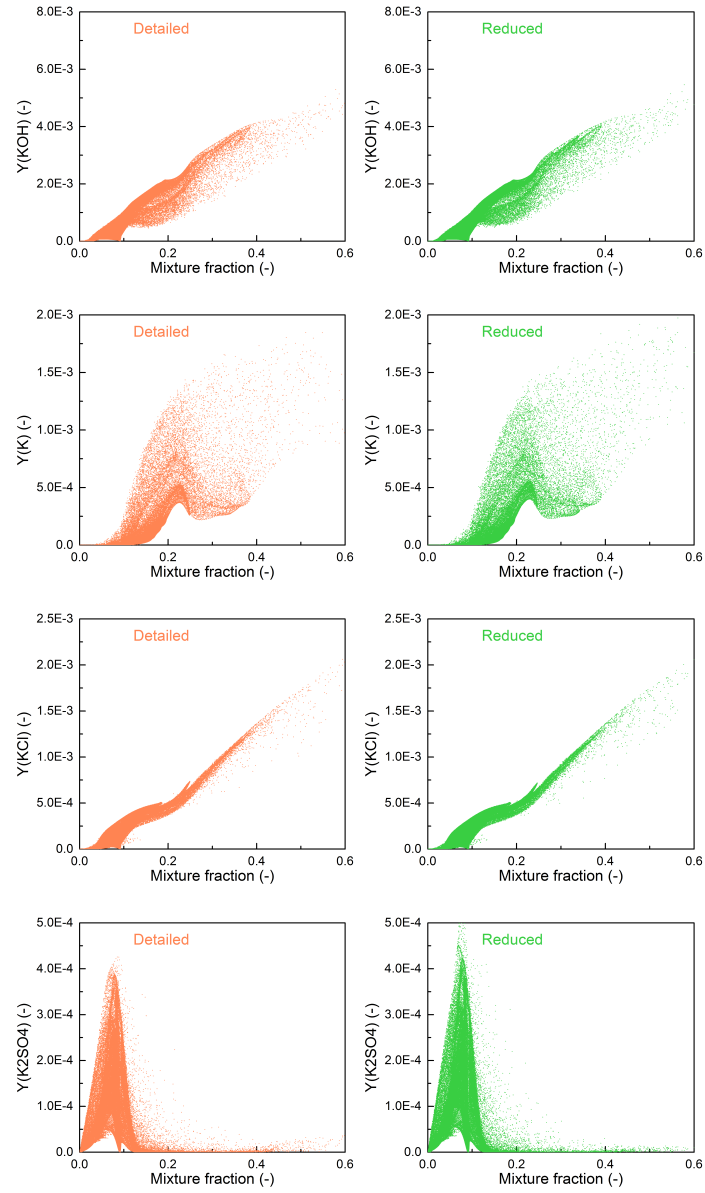 8.0E-3
6.0E-3
4.0E-3
2.0E-3
0.0
Y(KOH) (-)
Detailed
0.0 0.2 0.4 0.6
Mixture fraction (-)
8.0E-3
6.0E-3
4.0E-3
2.0E-3
0.0
Y(KOH) (-)
Reduced
0.0 0.2 0.4 0.6
Mixture fraction (-)
2.0E-3
1.5E-3
1.0E-3
5.0E-4
0.0
Y(K) (-)
Detailed
0.0 0.2 0.4 0.6
Mixture fraction (-)
2.0E-3
1.5E-3
1.0E-3
5.0E-4
0.0
Y(K) (-)
Reduced
0.0 0.2 0.4 0.6
Mixture fraction (-)
2.5E-3
2.0E-3
1.5E-3
1.0E-3
5.0E-4
0.0
Y(KCl) (-)
Detailed
0.0 0.2 0.4 0.6
Mixture fraction (-)
2.5E-3
2.0E-3
1.5E-3
1.0E-3
5.0E-4
0.0
Y(KCl) (-)
Reduced
0.0 0.2 0.4 0.6
Mixture fraction (-)
5.0E-4
4.0E-4
3.0E-4
2.0E-4
1.0E-4
0.0
Y(K2SO4) (-)
Detailed
0.0 0.2 0.4 0.6
Mixture fraction (-)
5.0E-4
4.0E-4
3.0E-4
2.0E-4
1.0E-4
0.0
Y(K2SO4) (-)
Reduced
0.0 0.2 0.4 0.6
Mixture fraction (-)